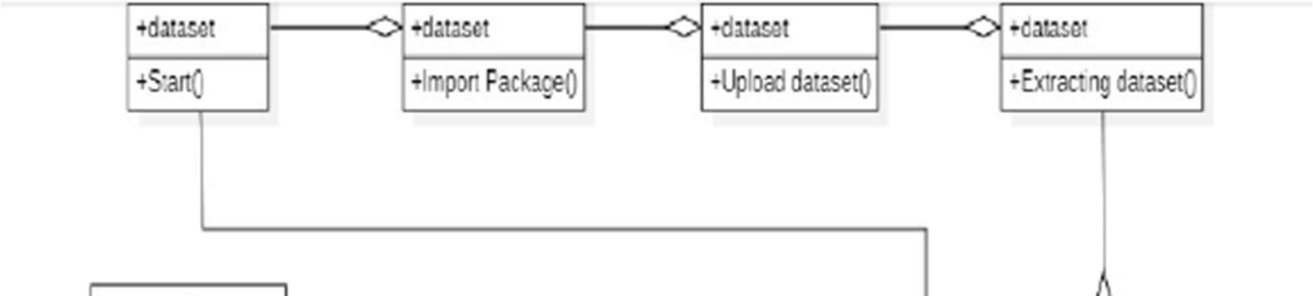 +dataset +dataset +dataset +dataset
+Start() +Import Package() +Upload dataset() +Extracting dataset()